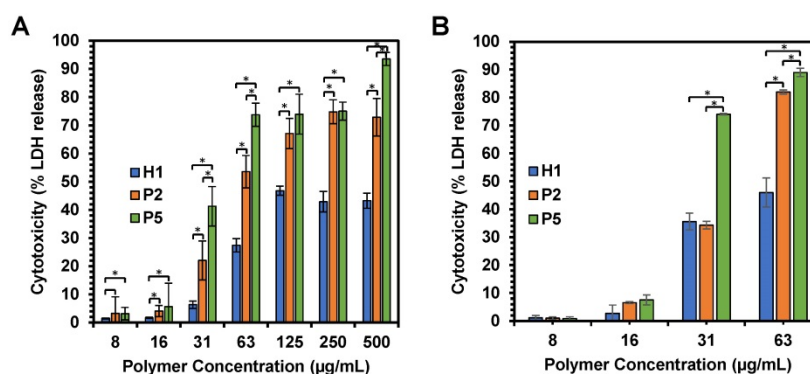 A
B
Cytotoxicity (% LDH release)
100
90
80
70
60
50
40
30
20
10
0
H1
P2
P5
* * * * * * * * * * * * * * *
8 16 31 63 125 250 500
Polymer Concentration (µg/mL)
Cytotoxicity (% LDH release)
100
90
80
70
60
50
40
30
20
10
0
H1
P2
P5
* * * * *
8 16 31 63
Polymer Concentration (µg/mL)